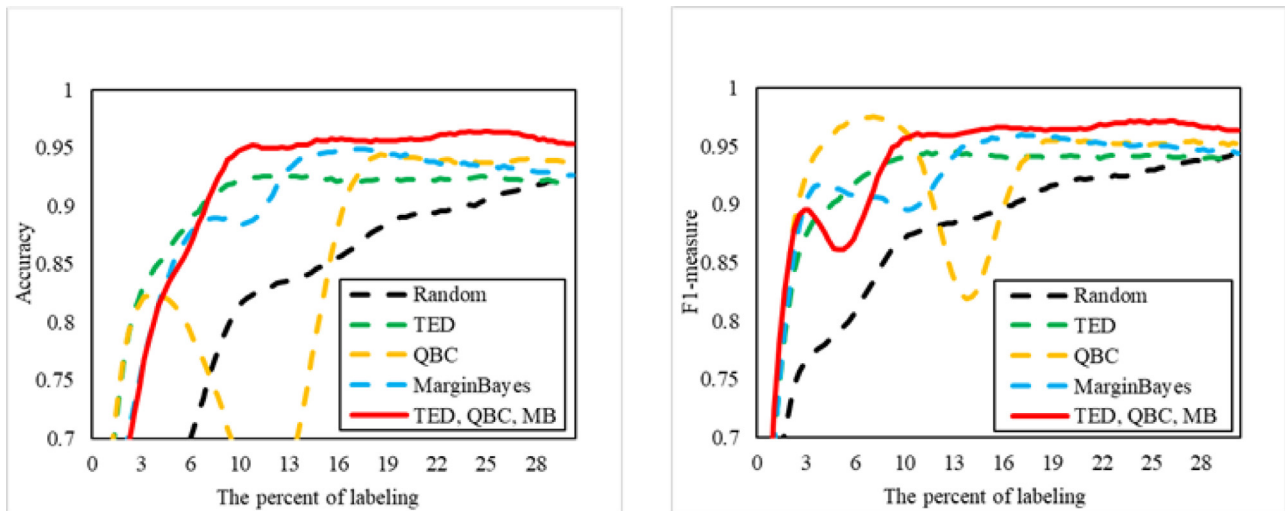 1
0.95
0.9
0.85
0.8
0.75
0.7
Accuracy
0 3 6 10 13 16 19 22 25 28
The percent of labeling
Random
TED
QBC
MarginBayes
TED, QBC, MB
1
0.95
0.9
0.85
0.8
0.75
0.7
F1-measure
0 3 6 10 13 16 19 22 25 28
The percent of labeling
Random
TED
QBC
MarginBayes
TED, QBC, MB